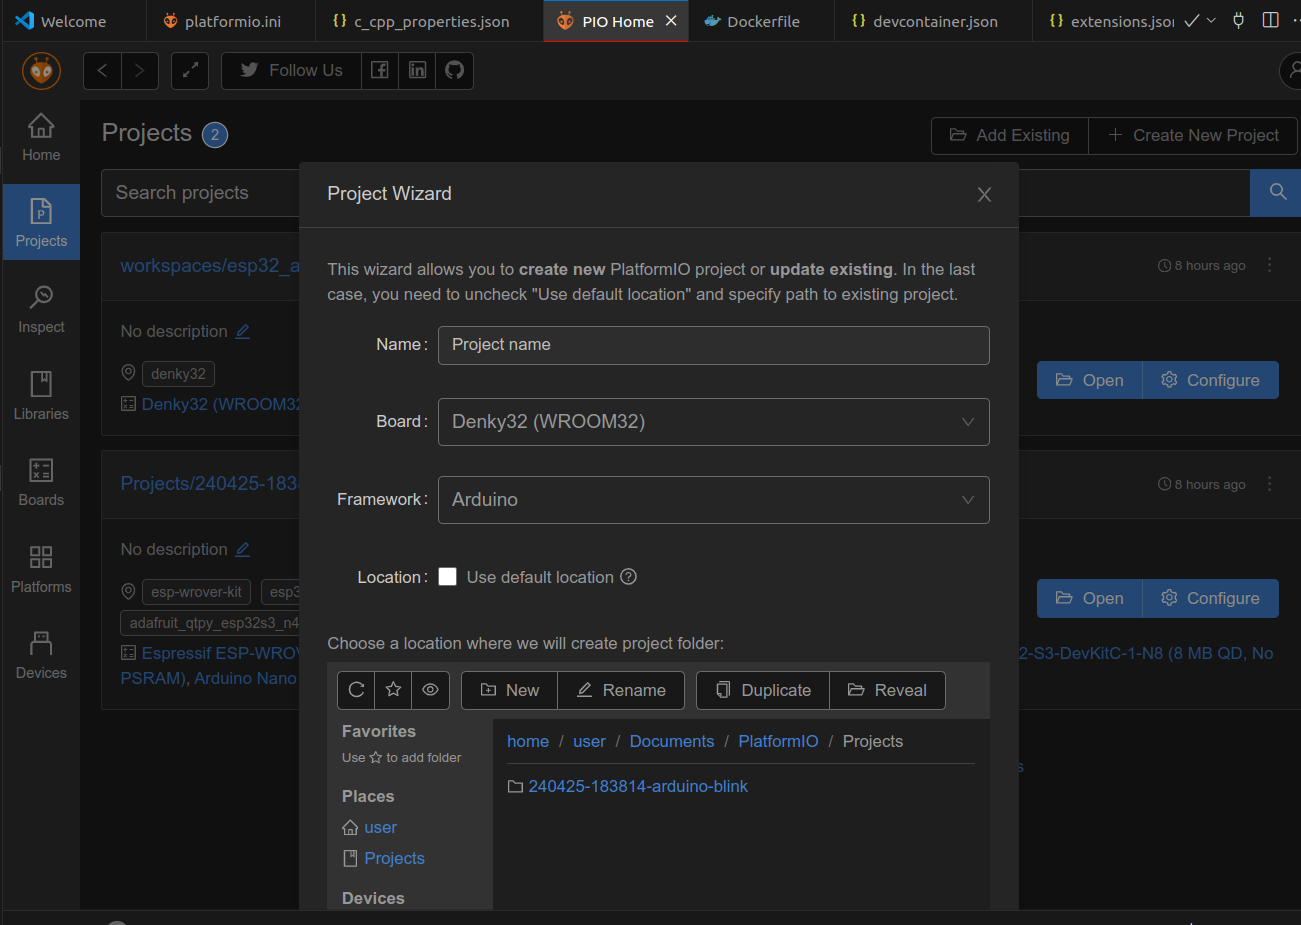 Welcome
platformio.ini
{} c_cpp_properties.json
PIO Home
Dockerfile
{} devcontainer.json
{} extensions.json
Follow Us
Home
Projects
Inspect
Libraries
Boards
Platforms
Devices
Projects 2
Add Existing
Create New Project
Search projects
workspaces/esp32_a
8 hours ago
No description
denky32
Denky32 (WROOM32
Open
Configure
Projects/240425-183
8 hours ago
No description
esp-wrover-kit
esp3
adafruit_qtpy_esp32s3_n4
Espressif ESP-WROV
2-S3-DevKitC-1-N8 (8 MB QD, No
PSRAM), Arduino Nano
Open
Configure
Project Wizard
This wizard allows you to create new PlatformIO project or update existing. In the last
case, you need to uncheck "Use default location" and specify path to existing project.
Name: Project name
Board: Denky32 (WROOM32)
Framework: Arduino
Location: Use default location
Choose a location where we will create project folder:
New
Rename
Duplicate
Reveal
Favorites
Use ☆ to add folder
Places
user
Projects
Devices
home / user / Documents / PlatformIO / Projects
240425-183814-arduino-blink